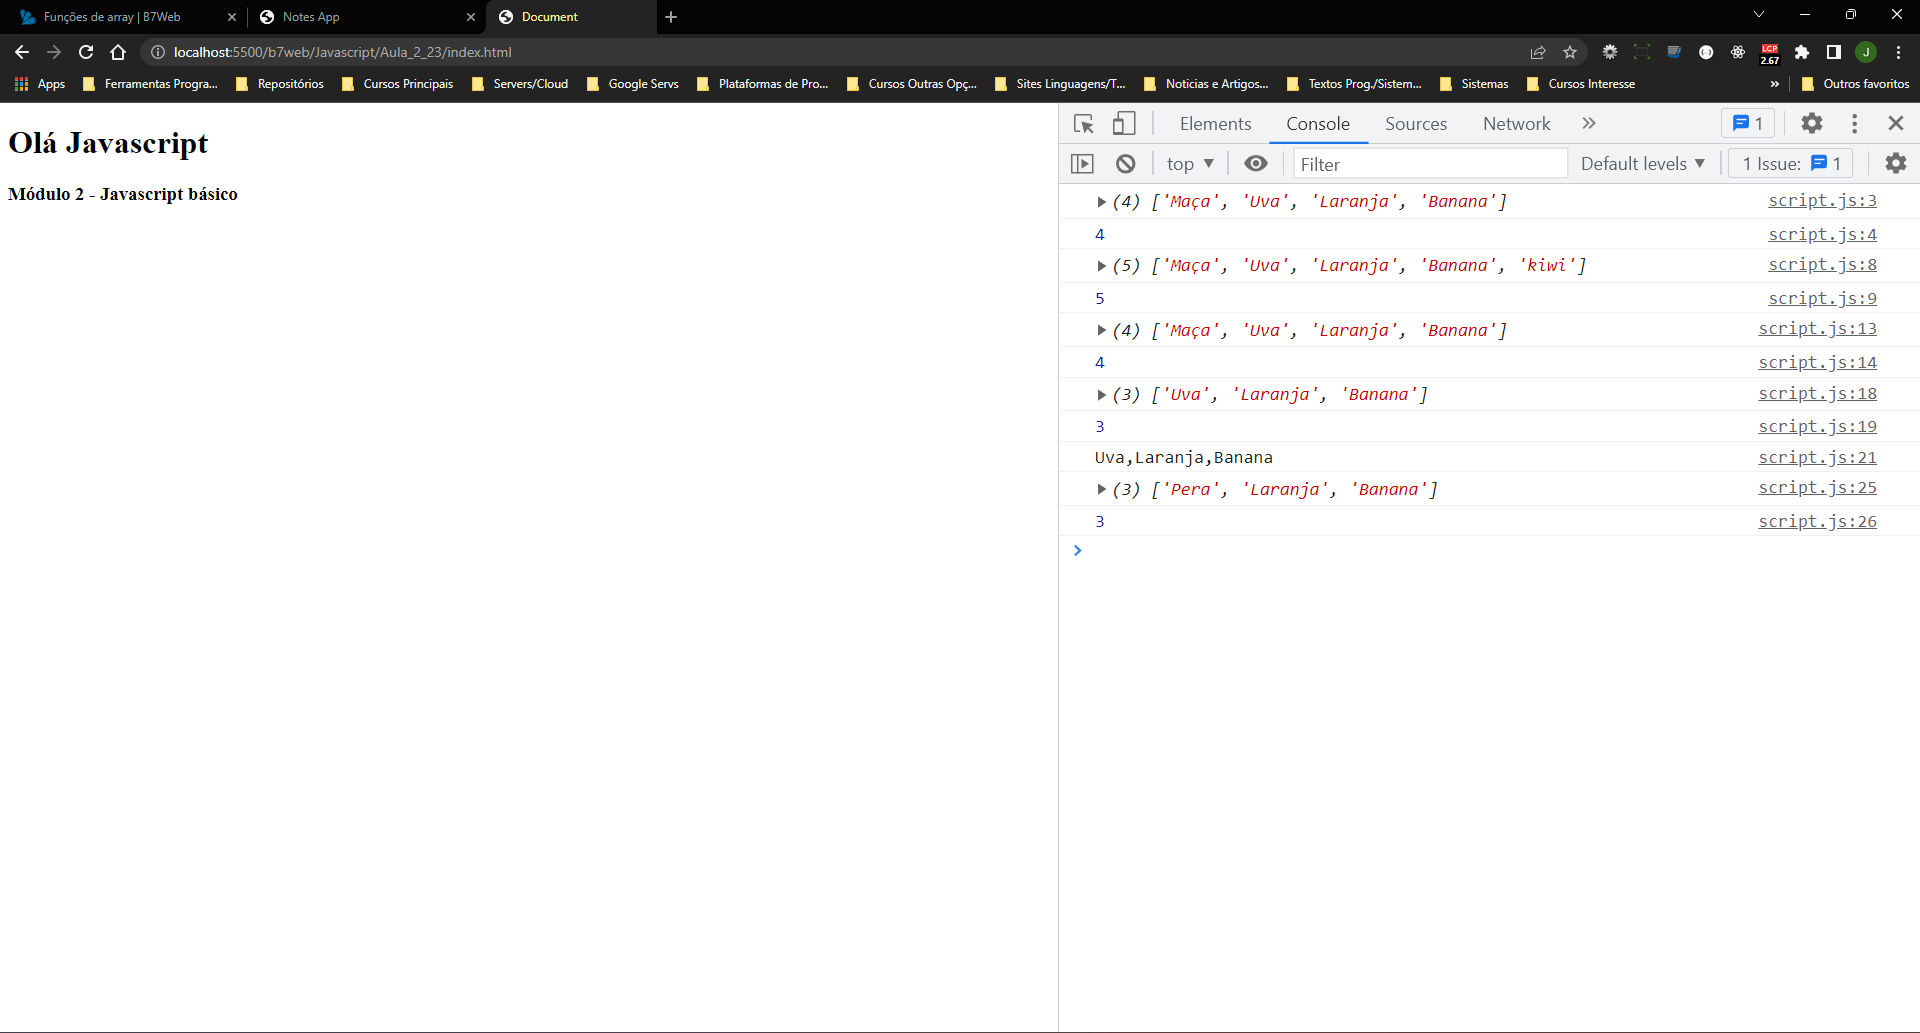 Funções de array | B7Web
Notes App
Document
localhost:5500/b7web/Javascript/Aula_2_23/index.html
LCP
2.67
J
Apps
Ferramentas Progra...
Repositórios
Cursos Principais
Servers/Cloud
Google Servs
Plataformas de Pro...
Cursos Outras Opç...
Sites Linguagens/T...
Noticias e Artigos...
Textos Prog./Sistem...
Sistemas
Cursos Interesse
»
Outros favoritos
Olá Javascript
Módulo 2 - Javascript básico
Elements
Console
Sources
Network
»
1
top
Filter
Default levels
1 Issue: 1
(4) ['Maça', 'Uva', 'Laranja', 'Banana'] script.js:3
4 script.js:4
(5) ['Maça', 'Uva', 'Laranja', 'Banana', 'kiwi'] script.js:8
5 script.js:9
(4) ['Maça', 'Uva', 'Laranja', 'Banana'] script.js:13
4 script.js:14
(3) ['Uva', 'Laranja', 'Banana'] script.js:18
3 script.js:19
Uva,Laranja,Banana script.js:21
(3) ['Pera', 'Laranja', 'Banana'] script.js:25
3 script.js:26